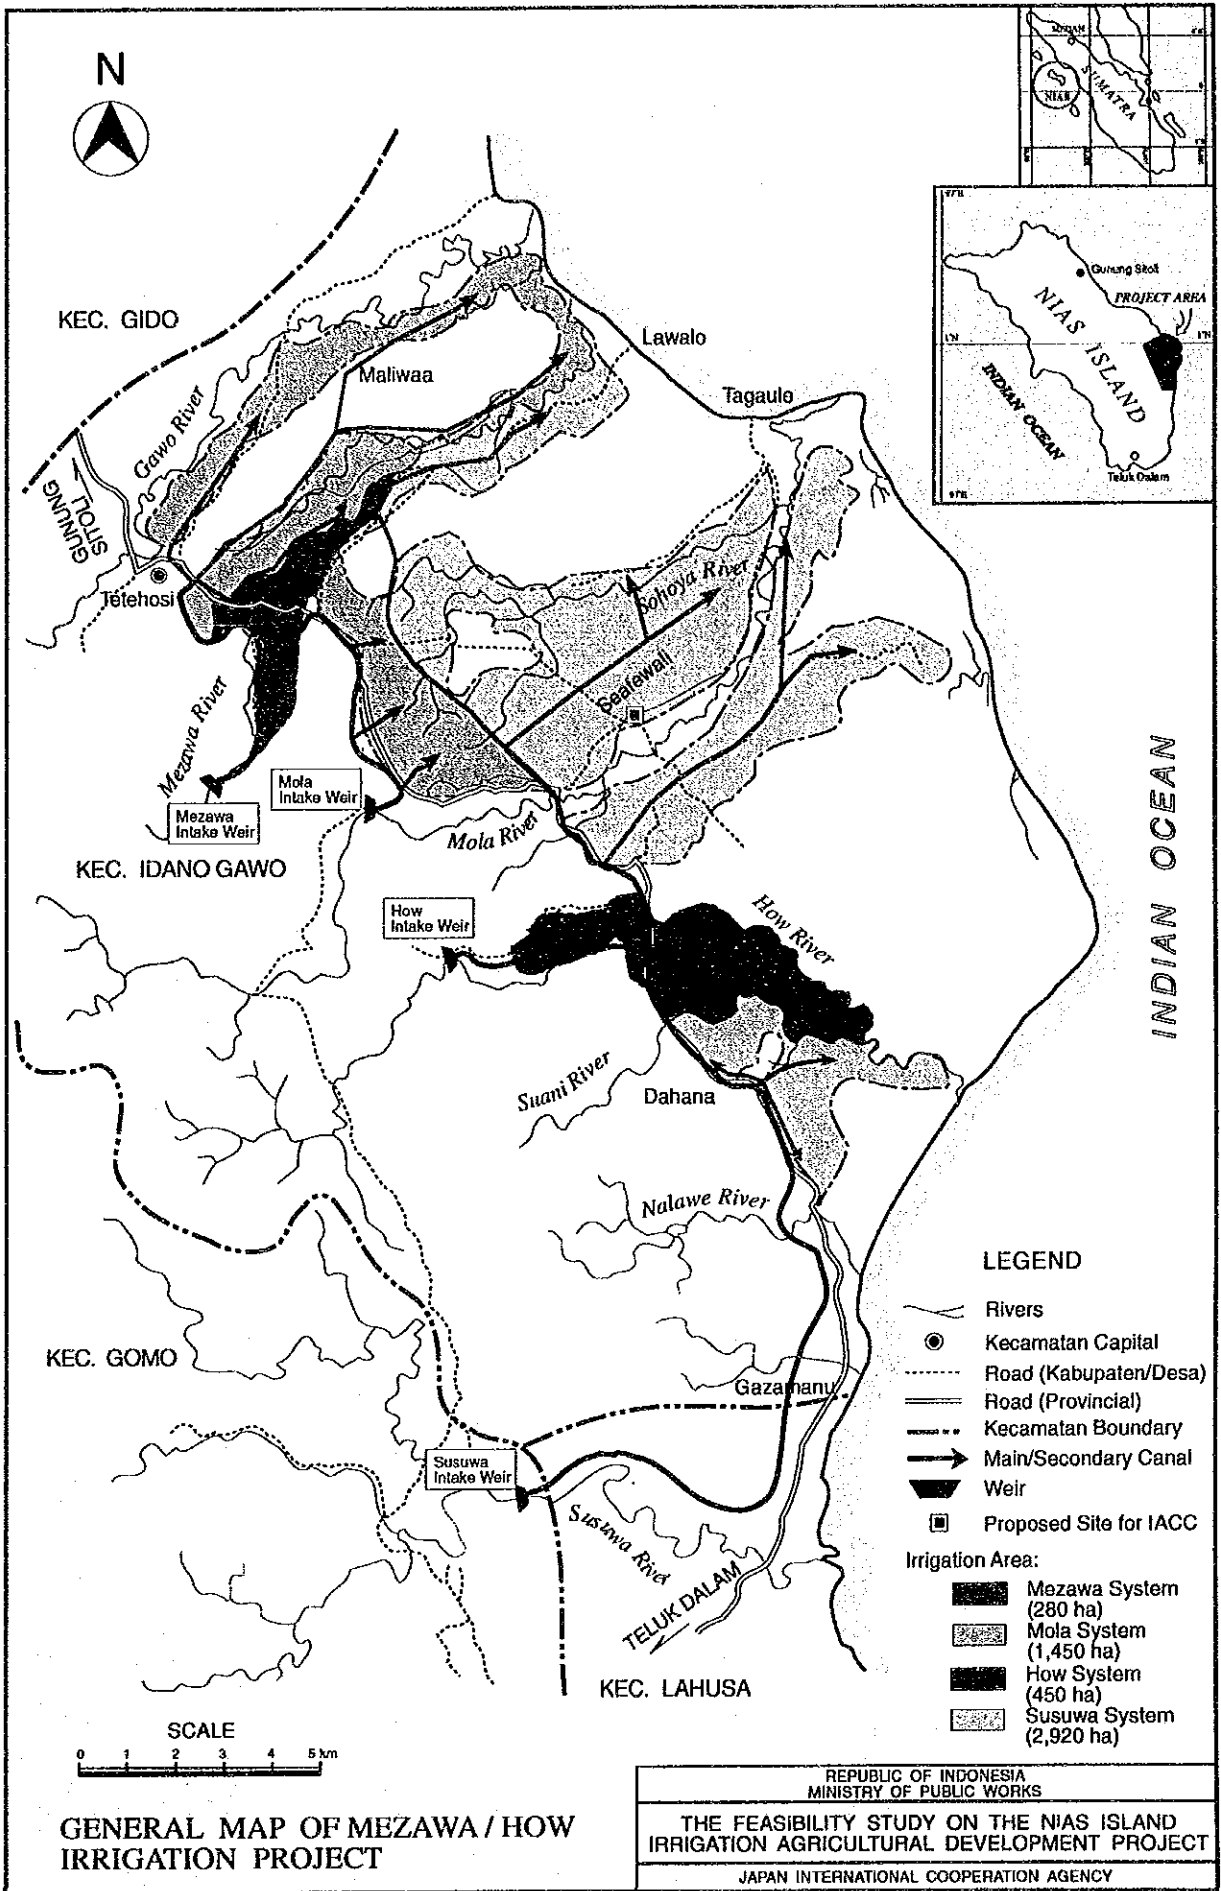 N
MEDAN
NIAS
SUMATRA
Gunung Sitoli
PROJECT AREA
NIAS ISLAND
1°N
INDIAN OCEAN
Teluk Dalam
KEC. GIDO
Gawo River
Maliwaa
Lawalo
Tagaulo
GUNUNG
SITOLI
Tetehosi
Sohoya River
Seafewali
Mezawa River
Mezawa
Intake Weir
Mola
Intake Weir
Mola River
KEC. IDANO GAWO
How
Intake Weir
How River
INDIAN OCEAN
Suani River
Dahana
Nalawe River
KEC. GOMO
Gazamanu
Susuwa
Intake Weir
Susuwa River
TELUK DALAM
KEC. LAHUSA
LEGEND
Rivers
Kecamatan Capital
Road (Kabupaten/Desa)
Road (Provincial)
Kecamatan Boundary
Main/Secondary Canal
Weir
Proposed Site for IACC
Irrigation Area:
Mezawa System
(280 ha)
Mola System
(1,450 ha)
How System
(450 ha)
Susuwa System
(2,920 ha)
SCALE
0 1 2 3 4 5 km
GENERAL MAP OF MEZAWA / HOW
IRRIGATION PROJECT
REPUBLIC OF INDONESIA
MINISTRY OF PUBLIC WORKS
THE FEASIBILITY STUDY ON THE NIAS ISLAND
IRRIGATION AGRICULTURAL DEVELOPMENT PROJECT
JAPAN INTERNATIONAL COOPERATION AGENCY